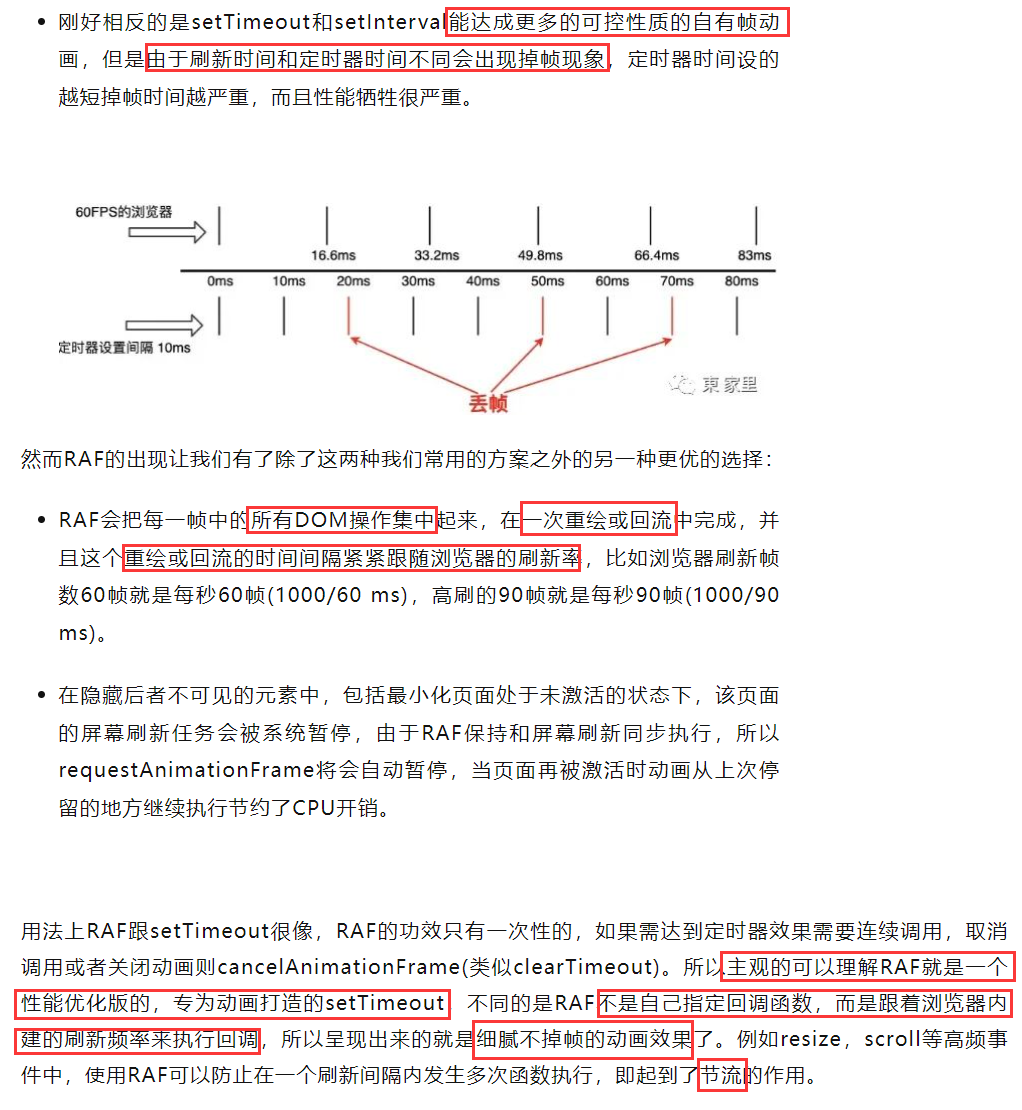 刚好相反的是setTimeout和setInterval能达成更多的可控性质的自有帧动
画，但是由于刷新时间和定时器时间不同会出现掉帧现象，定时器时间设的
越短掉帧时间越严重，而且性能牺牲很严重。
60FPS的浏览器
16.6ms 33.2ms 49.8ms 66.4ms 83ms
0ms 10ms 20ms 30ms 40ms 50ms 60ms 70ms 80ms
定时器设置间隔 10ms
丢帧
東家里
然而RAF的出现让我们有了除了这两种我们常用的方案之外的另一种更优的选择：
RAF会把每一帧中的所有DOM操作集中起来，在一次重绘或回流中完成，并
且这个重绘或回流的时间间隔紧紧跟随浏览器的刷新率，比如浏览器刷新帧
数60帧就是每秒60帧(1000/60 ms)，高刷的90帧就是每秒90帧(1000/90
ms)。
在隐藏后者不可见的元素中，包括最小化页面处于未激活的状态下，该页面
的屏幕刷新任务会被系统暂停，由于RAF保持和屏幕刷新同步执行，所以
requestAnimationFrame将会自动暂停，当页面再被激活时动画从上次停
留的地方继续执行节约了CPU开销。
用法上RAF跟setTimeout很像，RAF的功效只有一次性的，如果需达到定时器效果需要连续调用，取消
调用或者关闭动画则cancelAnimationFrame(类似clearTimeout)。所以主观的可以理解RAF就是一个
性能优化版的，专为动画打造的setTimeout 不同的是RAF不是自己指定回调函数，而是跟着浏览器内
建的刷新频率来执行回调，所以呈现出来的就是细腻不掉帧的动画效果了。例如resize，scroll等高频事
件中，使用RAF可以防止在一个刷新间隔内发生多次函数执行，即起到了节流的作用。